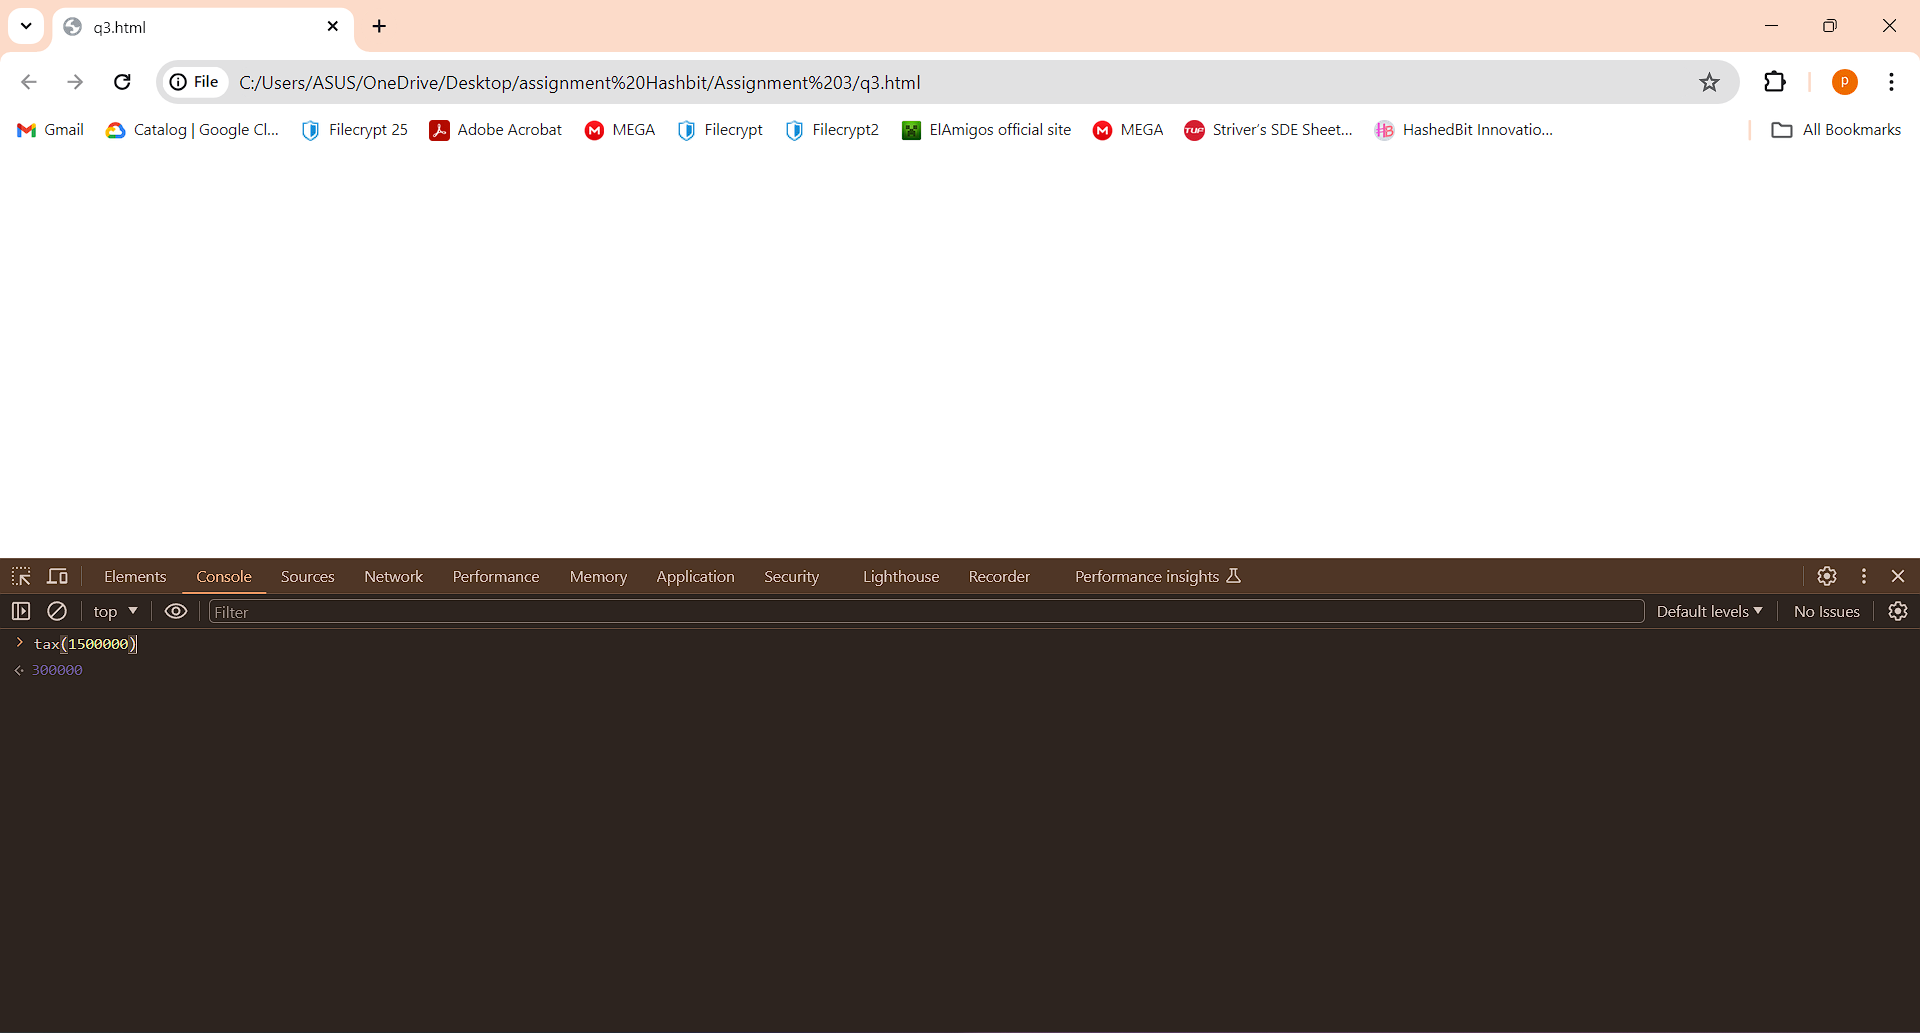 q3.html
File C:/Users/ASUS/OneDrive/Desktop/assignment%20Hashbit/Assignment%203/q3.html
Gmail Catalog | Google Cl... Filecrypt 25 Adobe Acrobat MEGA Filecrypt Filecrypt2 ElAmigos official site MEGA TUF Striver's SDE Sheet... HB HashedBit Innovatio... All Bookmarks
Elements Console Sources Network Performance Memory Application Security Lighthouse Recorder Performance insights
top Filter Default levels No Issues
> tax(1500000)
300000